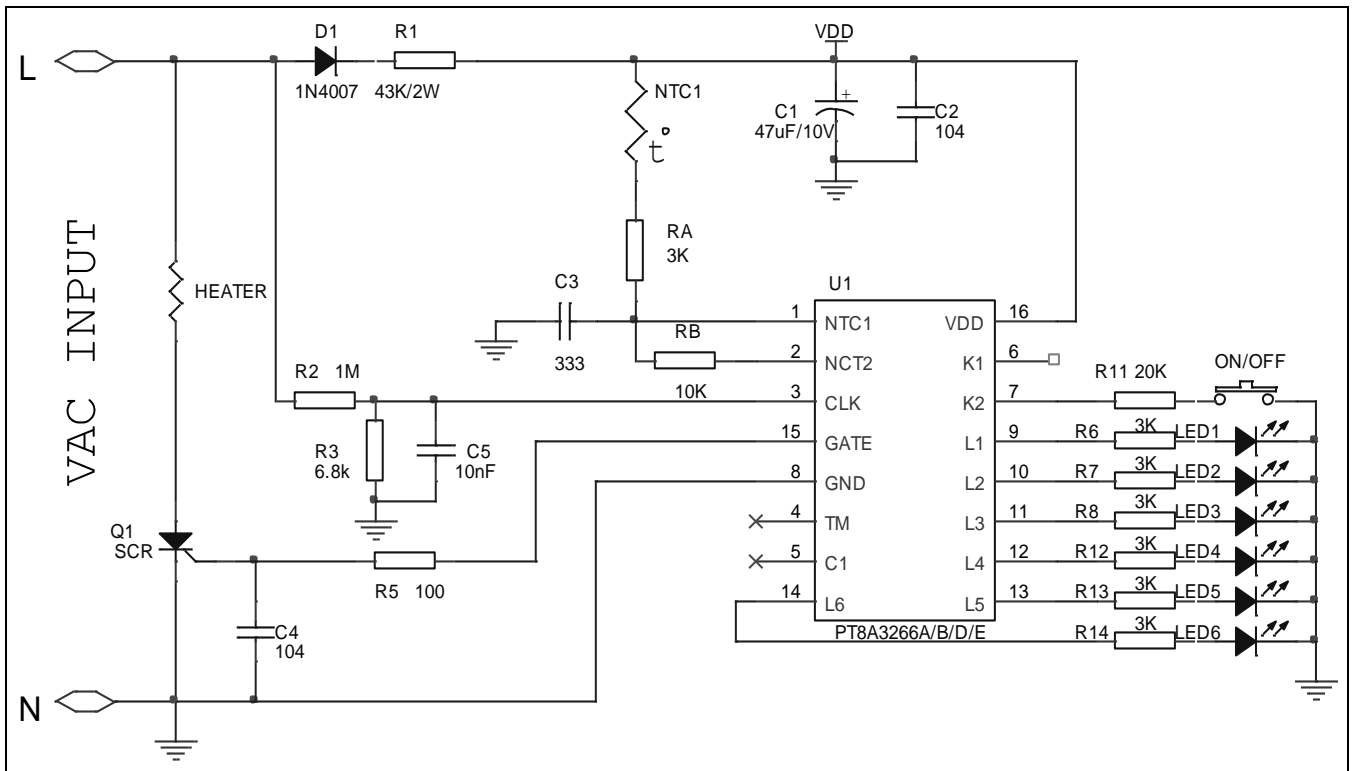 D1
R1
VDD
L
1N4007
43K/2W
NTC1
+
C1
47uF/10V
C2
104
t°
VAC INPUT
RA
3K
HEATER
C3
333
U1
RB
10K
1
NTC1
VDD
16
2
NCT2
K1
6
ON/OFF
R2 1M
3
CLK
K2
7
R11 20K
R3
6.8k
C5
10nF
15
GATE
L1
9
R6
3K
LED1
8
GND
L2
10
R7
3K
LED2
4
TM
L3
11
R8
3K
LED3
Q1
SCR
5
C1
L4
12
R12
3K
LED4
R5 100
14
L6
L5
13
R13
3K
LED5
C4
104
PT8A3266A/B/D/E
R14
3K
LED6
N